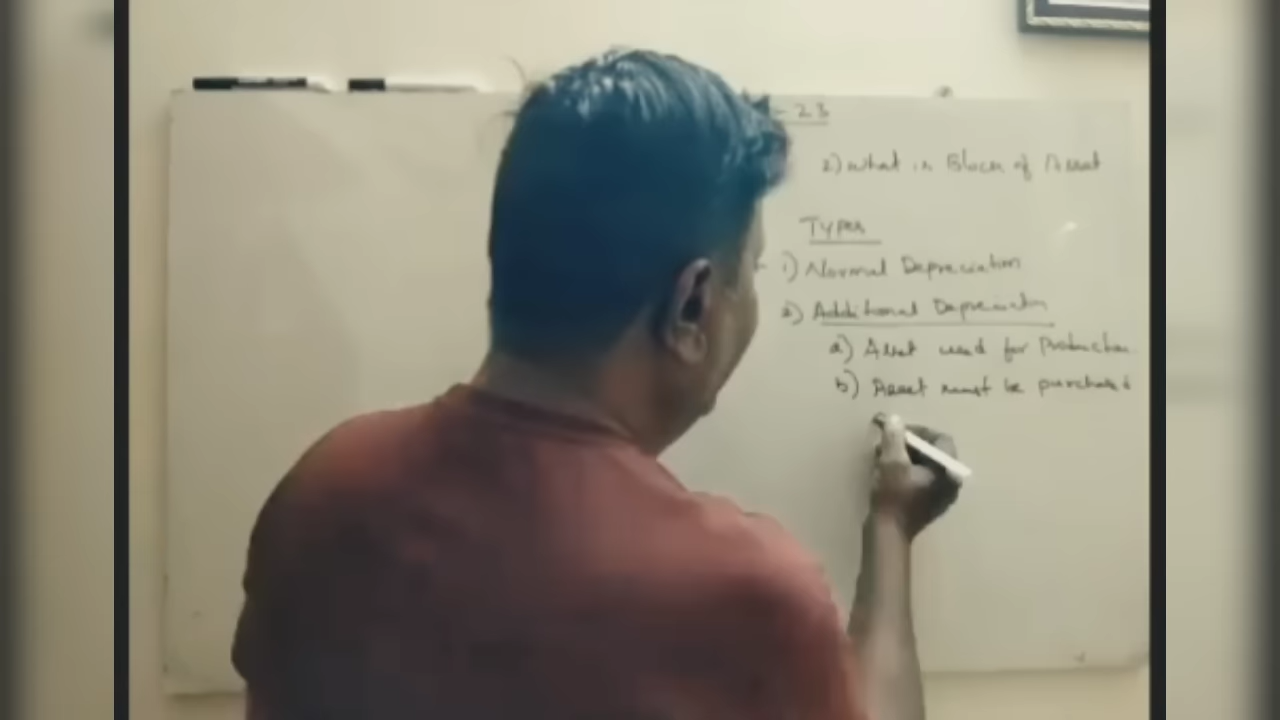 - 23
2) What is Block of Asset
Types
1) Normal Depreciation
2) Additional Depreciation
a) Asset used for Production
b) Asset must be purchased